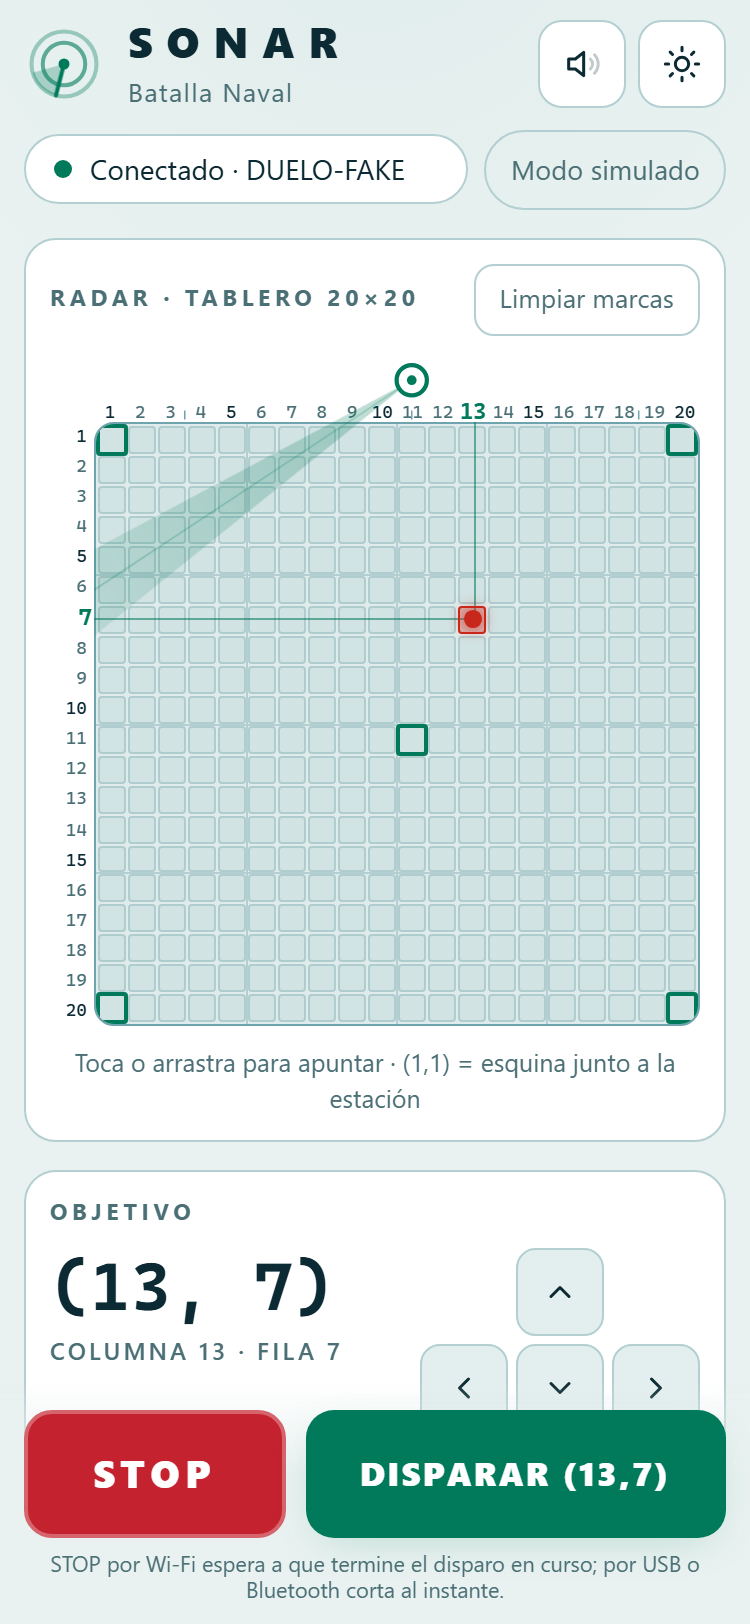 SONAR
Batalla Naval
Conectado · DUELO-FAKE
Modo simulado
RADAR · TABLERO 20×20
Limpiar marcas
1 2 3 4 5 6 7 8 9 10 11 12 13 14 15 16 17 18 19 20
1
2
3
4
5
6
7
8
9
10
11
12
13
14
15
16
17
18
19
20
Toca o arrastra para apuntar · (1,1) = esquina junto a la
estación
OBJETIVO
(13, 7)
COLUMNA 13 · FILA 7
STOP
DISPARAR (13,7)
STOP por Wi-Fi espera a que termine el disparo en curso; por USB o
Bluetooth corta al instante.